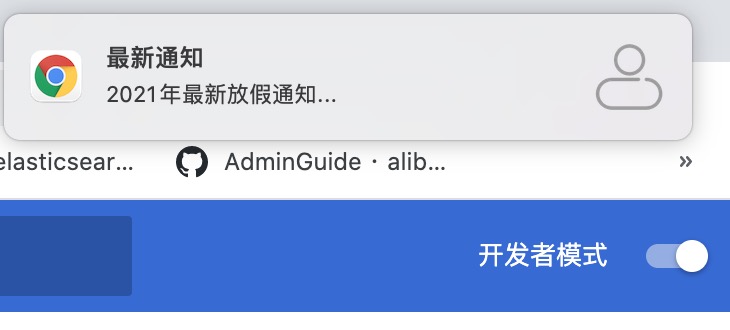 最新通知
2021年最新放假通知...
elasticsear...
AdminGuide · alib...
»
开发者模式